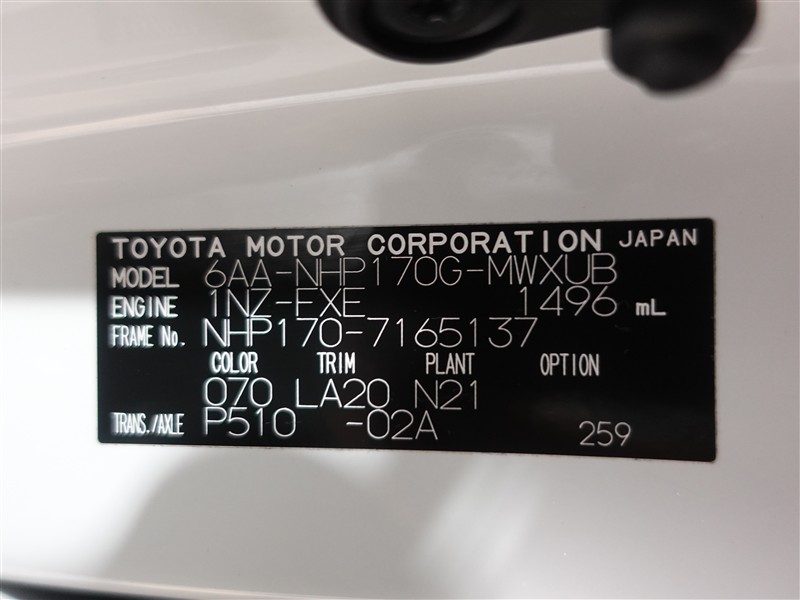 TOYOTA MOTOR CORPORATION JAPAN
MODEL 6AA-NHP170G-MWXUB
ENGINE 1NZ-FXE 1496 mL
FRAME No. NHP170-7165137
COLOR TRIM PLANT OPTION
070 LA20 N21
TRANS./AXLE P510 -02A 259